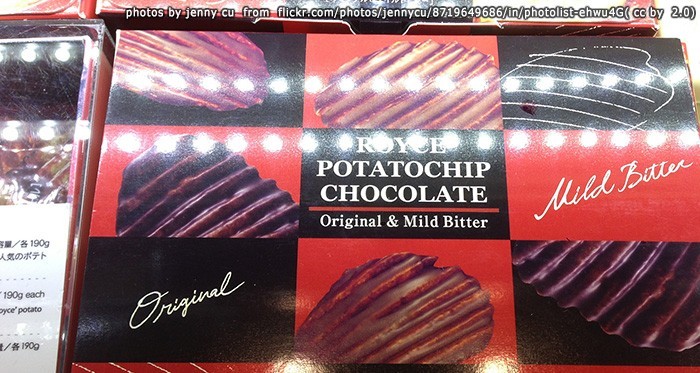 photos by jenny cu from flickr.com/photos/jennycu/8719649686/in/photolist-ehwu4G( cc by 2.0)
ROYCE'
POTATOCHIP
CHOCOLATE
Original & Mild Bitter
Mild Bitter
Original
容量／各190g
人気のポテト
190g each
oyce' potato
量／各190g